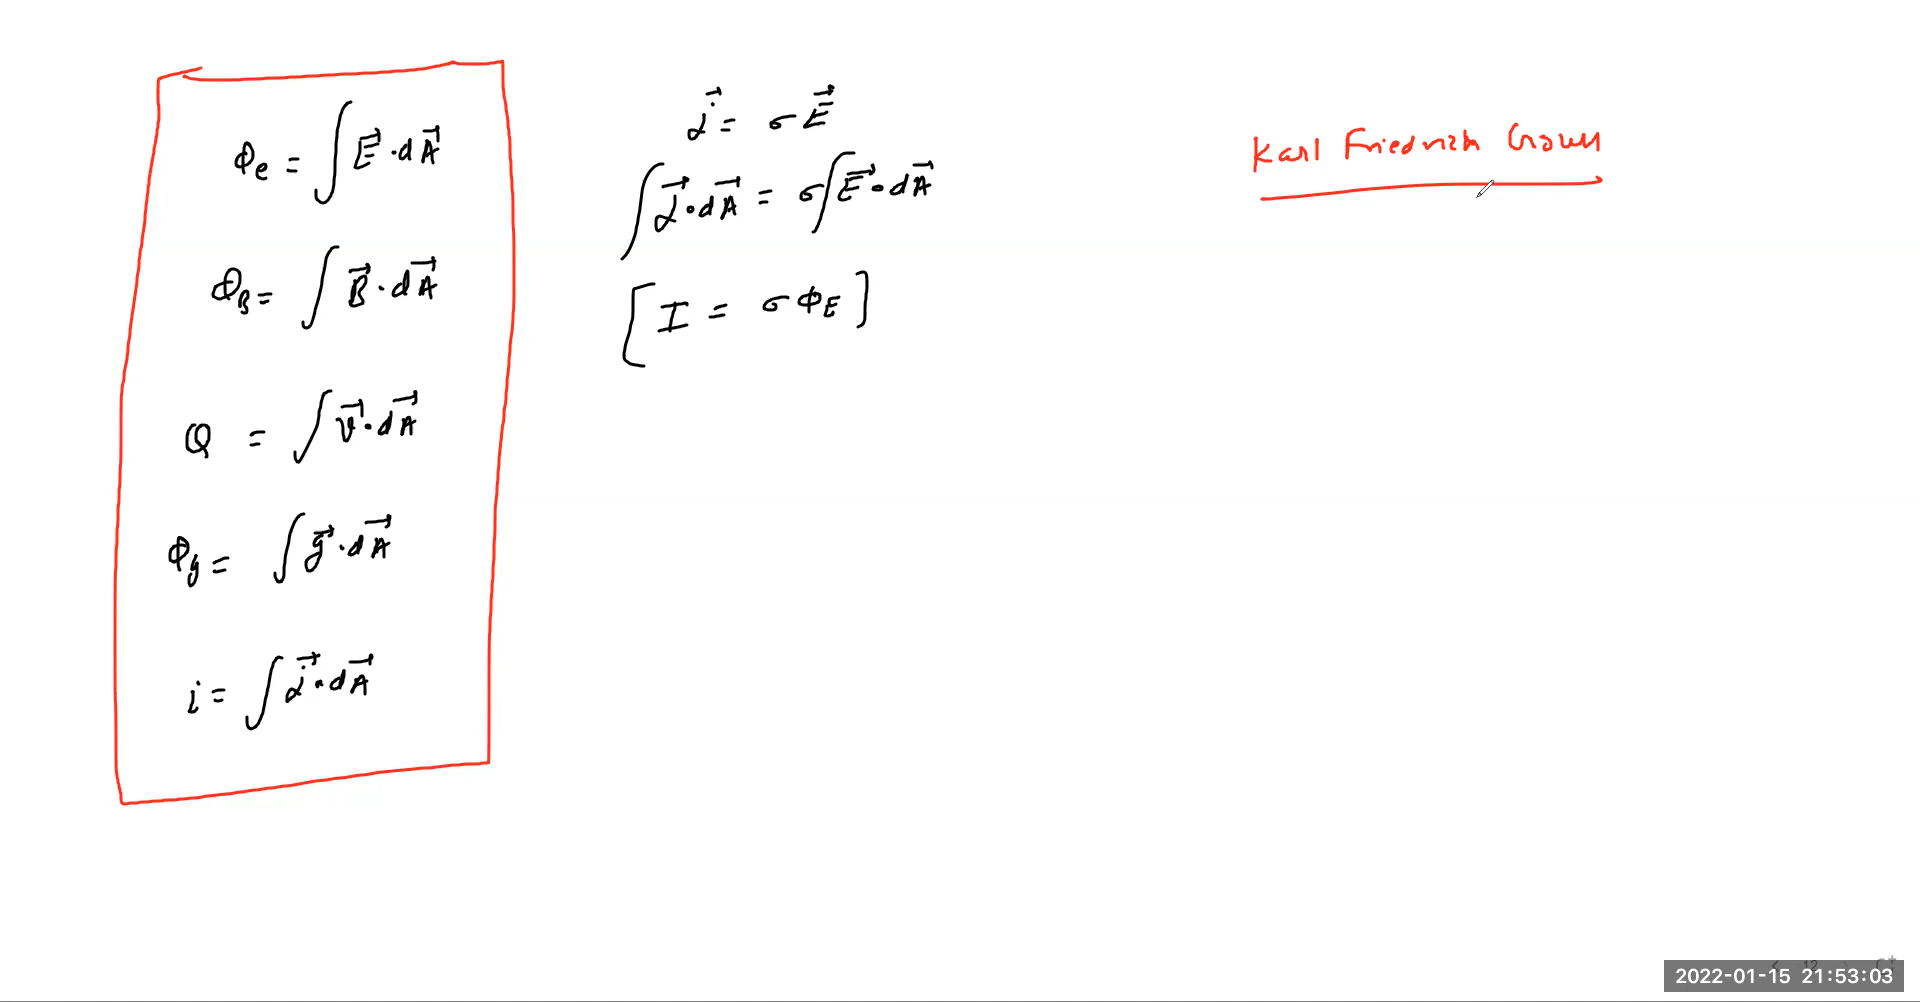 Φe = ∫ E⃗ · dA⃗
ΦB = ∫ B⃗ · dA⃗
Q = ∫ v⃗ · dA⃗
Φg = ∫ g⃗ · dA⃗
i = ∫ j⃗ · dA⃗
j⃗ = σ E⃗
∫ j⃗ · dA⃗ = σ ∫ E⃗ · dA⃗
[ I = σ ΦE ]
Karl Friedrich Gauss
12
2022-01-15 21:53:03